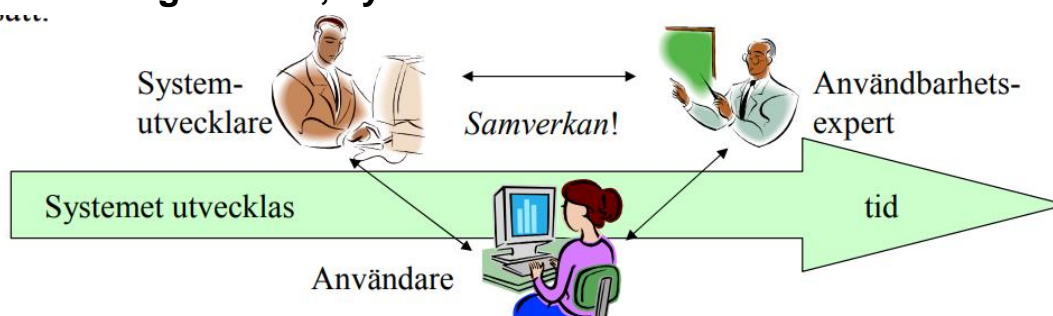 System-
utvecklare
Samverkan!
Användbarhets-
expert
Systemet utvecklas
tid
Användare